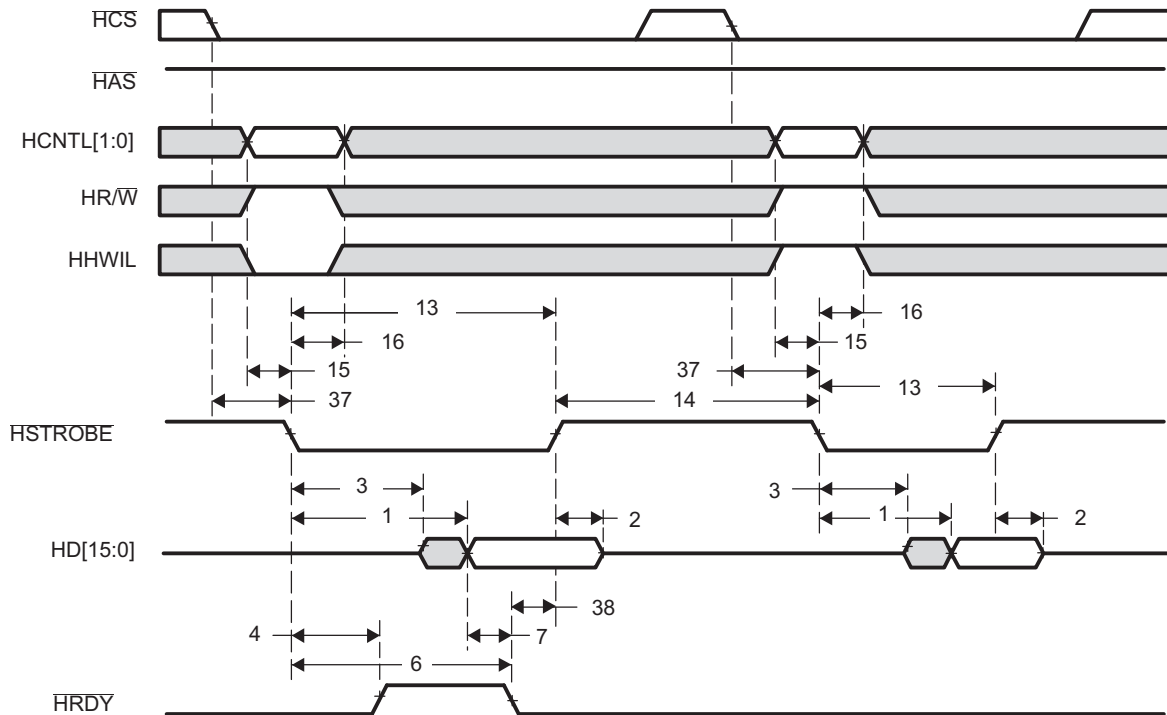 HCS
HAS
HCNTL[1:0]
HR/W
HHWIL
13
16
16
15
15
37
37
13
14
HSTROBE
3
3
1
2
1
2
HD[15:0]
38
4
7
6
HRDY